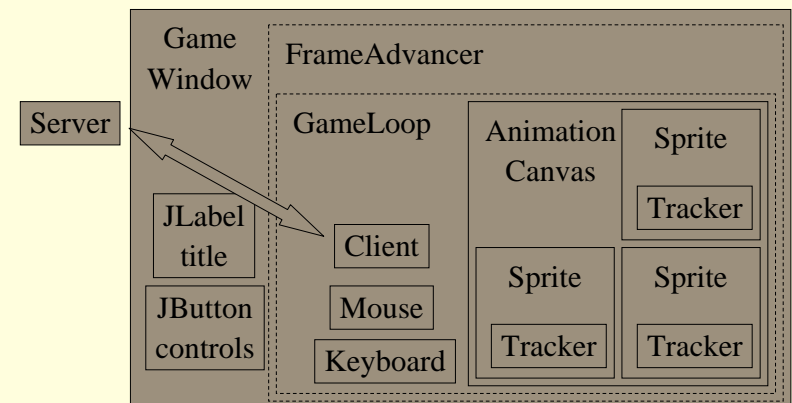 Game
Window
FrameAdvancer
Server
GameLoop
Animation
Canvas
Sprite
Tracker
JLabel
title
Client
JButton
controls
Mouse
Keyboard
Sprite
Tracker
Sprite
Tracker